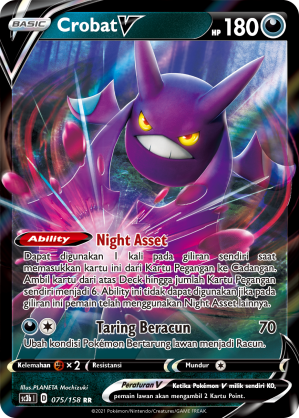 BASIC Crobat V HP 180
Ability Night Asset
Dapat digunakan 1 kali pada giliran sendiri saat
memasukkan kartu ini dari Kartu Pegangan ke Cadangan.
Ambil kartu dari atas Deck hingga jumlah Kartu Pegangan
sendiri menjadi 6. Ability ini tidak dapat digunakan jika pada
giliran ini pemain telah menggunakan Night Asset lainnya.
Taring Beracun 70
Ubah kondisi Pokémon Bertarung lawan menjadi Racun.
Kelemahan ×2 Resistansi Mundur
Illus. PLANETA Mochizuki
Peraturan V Ketika Pokémon V milik sendiri KO,
pemain lawan akan mengambil 2 Kartu Point.
sc3b I D 075/158 RR
©2021 Pokémon/Nintendo/Creatures/GAME FREAK.